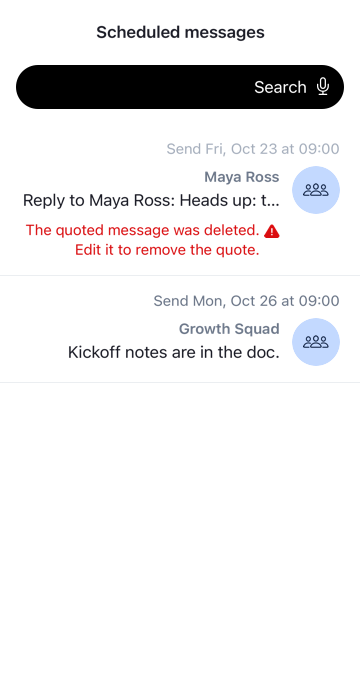 Scheduled messages
Search
Send Fri, Oct 23 at 09:00
Maya Ross
Reply to Maya Ross: Heads up: t...
The quoted message was deleted.
Edit it to remove the quote.
Send Mon, Oct 26 at 09:00
Growth Squad
Kickoff notes are in the doc.